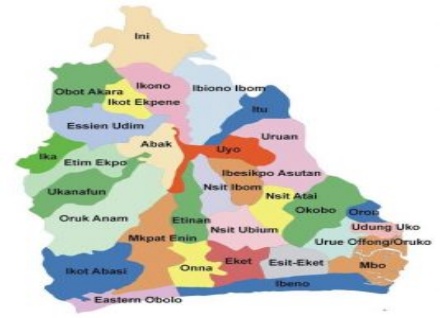 Ini
Obot Akara
Ikono
Ibiono Ibom
Ikot Ekpene
Itu
Essien Udim
Uruan
Abak
Uyo
Ika
Etim Ekpo
Ibesikpo Asutan
Ukanafun
Nsit Ibom
Nsit Atai
Okobo
Oron
Oruk Anam
Etinan
Udung Uko
Nsit Ubium
Mkpat Enin
Urue Offong/Oruko
Ikot Abasi
Onna
Eket
Esit-Eket
Mbo
Ibeno
Eastern Obolo